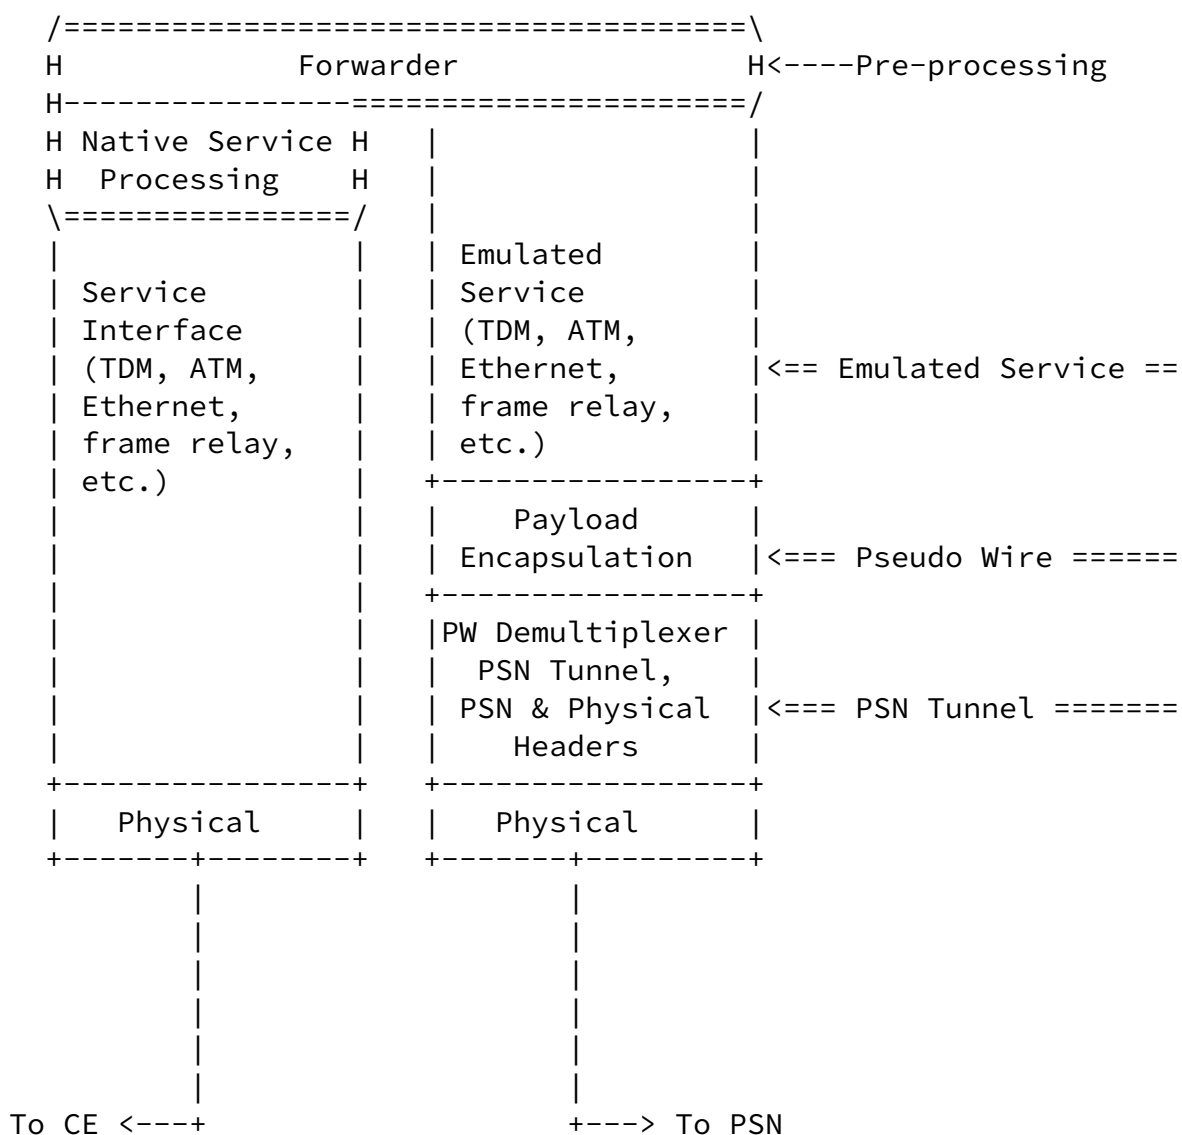 /======================================\
H             Forwarder                H<----Pre-processing
H----------------======================/
H Native Service H   |                 |
H  Processing    H   |                 |
\================/   |                 |
|                |   | Emulated        |
| Service        |   | Service         |
| Interface      |   | (TDM, ATM,      |
| (TDM, ATM,     |   | Ethernet,       |<== Emulated Service ==
| Ethernet,      |   | frame relay,    |
| frame relay,   |   | etc.)           |
| etc.)          |   +-----------------+
|                |   |    Payload      |
|                |   | Encapsulation   |<=== Pseudo Wire ======
|                |   +-----------------+
|                |   |PW Demultiplexer |
|                |   |  PSN Tunnel,    |
|                |   | PSN & Physical  |<=== PSN Tunnel =======
|                |   |    Headers      |
+----------------+   +-----------------+
|   Physical     |   |   Physical      |
+-------+--------+   +-------+---------+
        |                    |
        |                    |
        |                    |
        |                    |
        |                    |
        |                    |
To CE <---+                    +---> To PSN